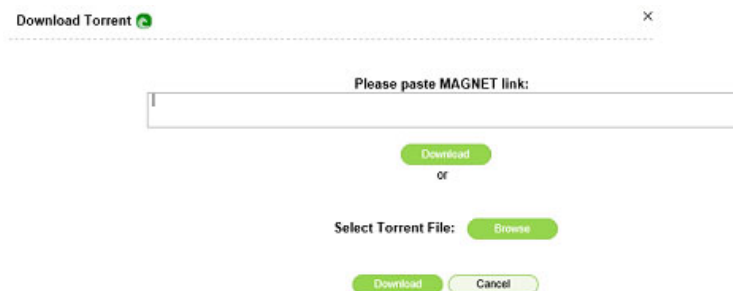 Download Torrent
Please paste MAGNET link:
Download
or
Select Torrent File: Browse
Download Cancel